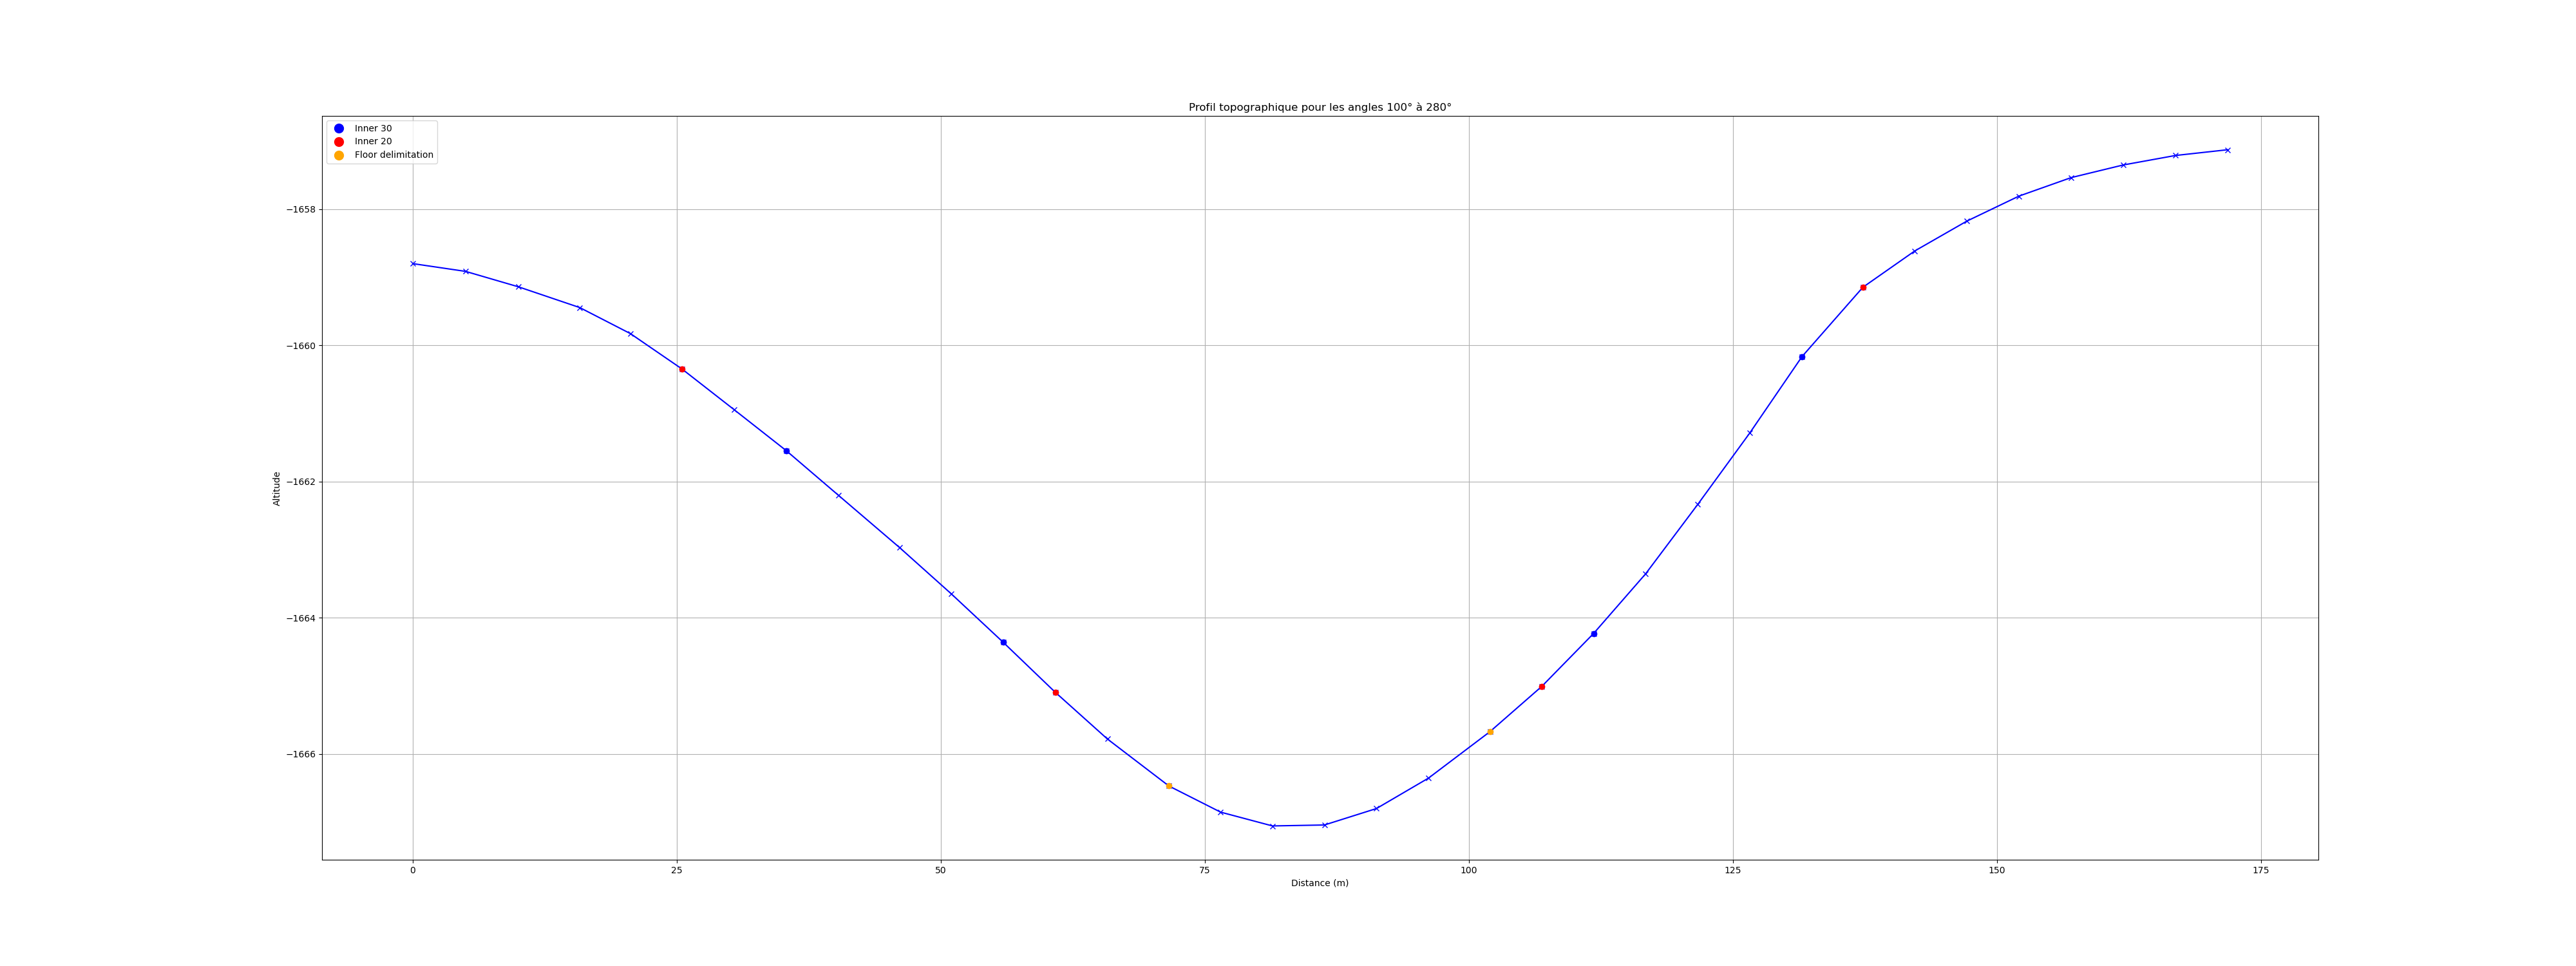 Profil topographique pour les angles 100° à 280°
Inner 30
Inner 20
Floor delimitation
Altitude
−1658
−1660
−1662
−1664
−1666
0 25 50 75 100 125 150 175
Distance (m)